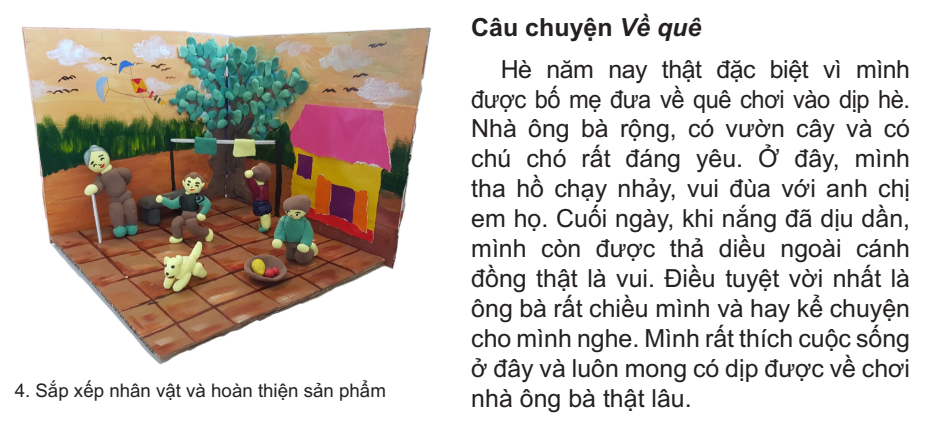 4. Sắp xếp nhân vật và hoàn thiện sản phẩm
Câu chuyện Về quê
Hè năm nay thật đặc biệt vì mình
được bố mẹ đưa về quê chơi vào dịp hè.
Nhà ông bà rộng, có vườn cây và có
chú chó rất đáng yêu. Ở đây, mình
tha hồ chạy nhảy, vui đùa với anh chị
em họ. Cuối ngày, khi nắng đã dịu dần,
mình còn được thả diều ngoài cánh
đồng thật là vui. Điều tuyệt vời nhất là
ông bà rất chiều mình và hay kể chuyện
cho mình nghe. Mình rất thích cuộc sống
ở đây và luôn mong có dịp được về chơi
nhà ông bà thật lâu.